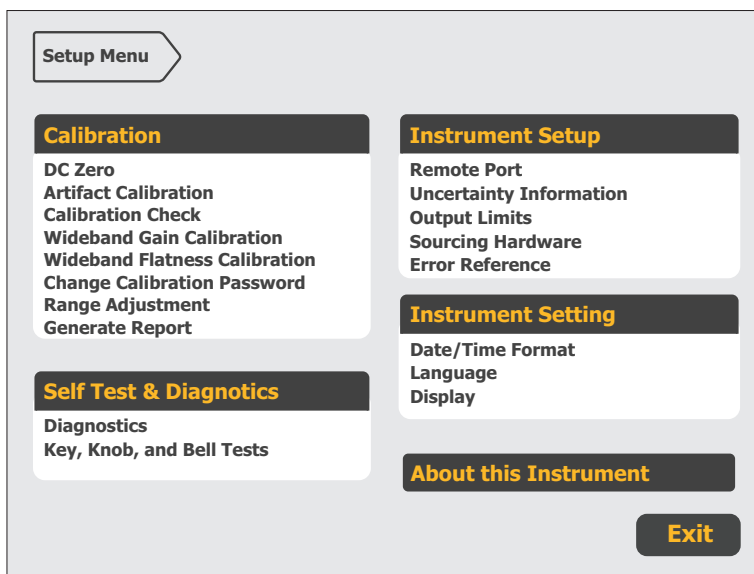 Setup Menu
Calibration
DC Zero
Artifact Calibration
Calibration Check
Wideband Gain Calibration
Wideband Flatness Calibration
Change Calibration Password
Range Adjustment
Generate Report
Self Test & Diagnotics
Diagnostics
Key, Knob, and Bell Tests
Instrument Setup
Remote Port
Uncertainty Information
Output Limits
Sourcing Hardware
Error Reference
Instrument Setting
Date/Time Format
Language
Display
About this Instrument
Exit